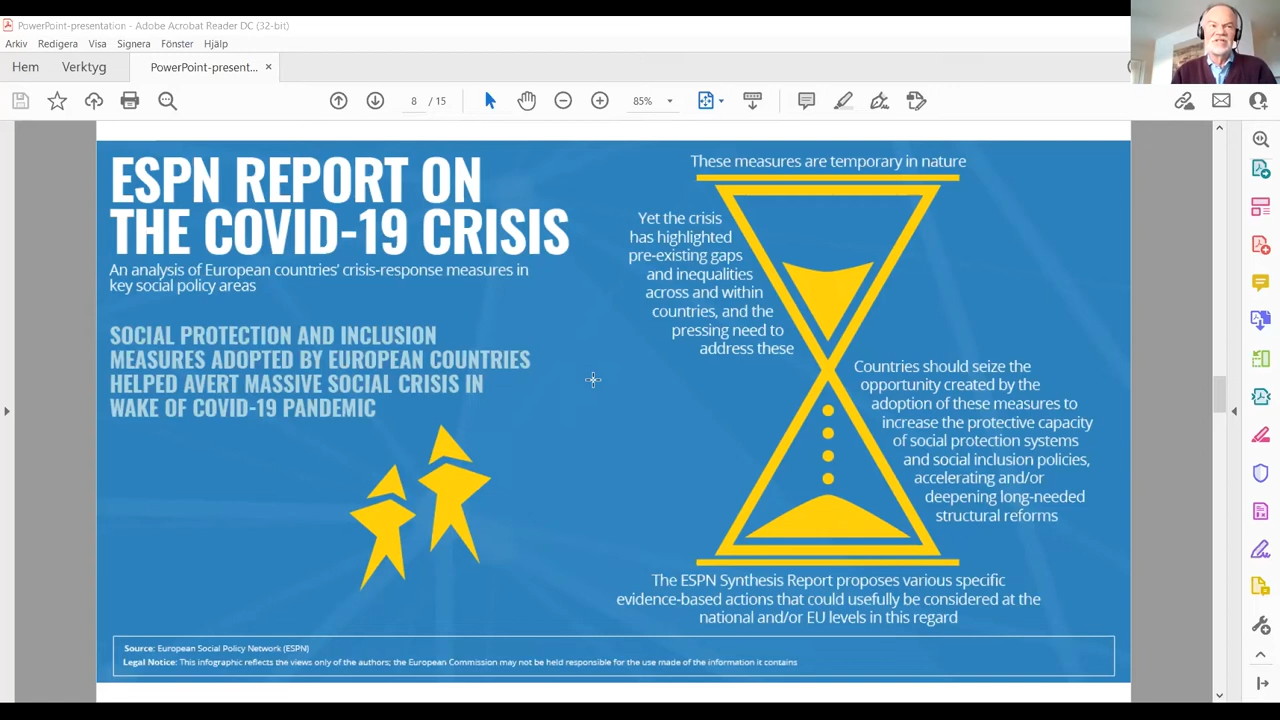 PowerPoint-presentation - Adobe Acrobat Reader DC (32-bit)
Arkiv Redigera Visa Signera Fönster Hjälp
Hem Verktyg PowerPoint-present... ×
8 / 15 85%
ESPN REPORT ON
THE COVID-19 CRISIS
An analysis of European countries' crisis-response measures in
key social policy areas
SOCIAL PROTECTION AND INCLUSION
MEASURES ADOPTED BY EUROPEAN COUNTRIES
HELPED AVERT MASSIVE SOCIAL CRISIS IN
WAKE OF COVID-19 PANDEMIC
These measures are temporary in nature
Yet the crisis
has highlighted
pre-existing gaps
and inequalities
across and within
countries, and the
pressing need to
address these
Countries should seize the
opportunity created by the
adoption of these measures to
increase the protective capacity
of social protection systems
and social inclusion policies,
accelerating and/or
deepening long-needed
structural reforms
The ESPN Synthesis Report proposes various specific
evidence-based actions that could usefully be considered at the
national and/or EU levels in this regard
Source: European Social Policy Network (ESPN)
Legal Notice: This infographic reflects the views only of the authors; the European Commission may not be held responsible for the use made of the information it contains